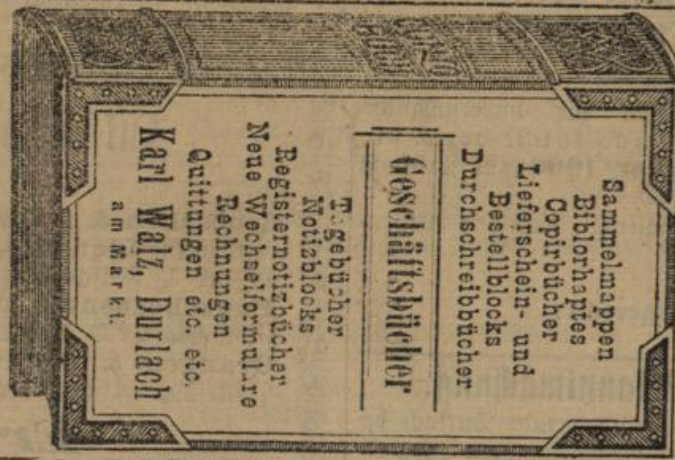 Sammelmappen
Biblorhaptes
Copirbücher
Lieferschein- und
Bestellblocks
Durchschreibbücher
Geschäftsbücher
Tagebücher
Notizblocks
Registernotizbücher
Neue Wechselformulare
Rechnungen
Quittungen etc. etc.
Karl Walz, Durlach
am Markt.